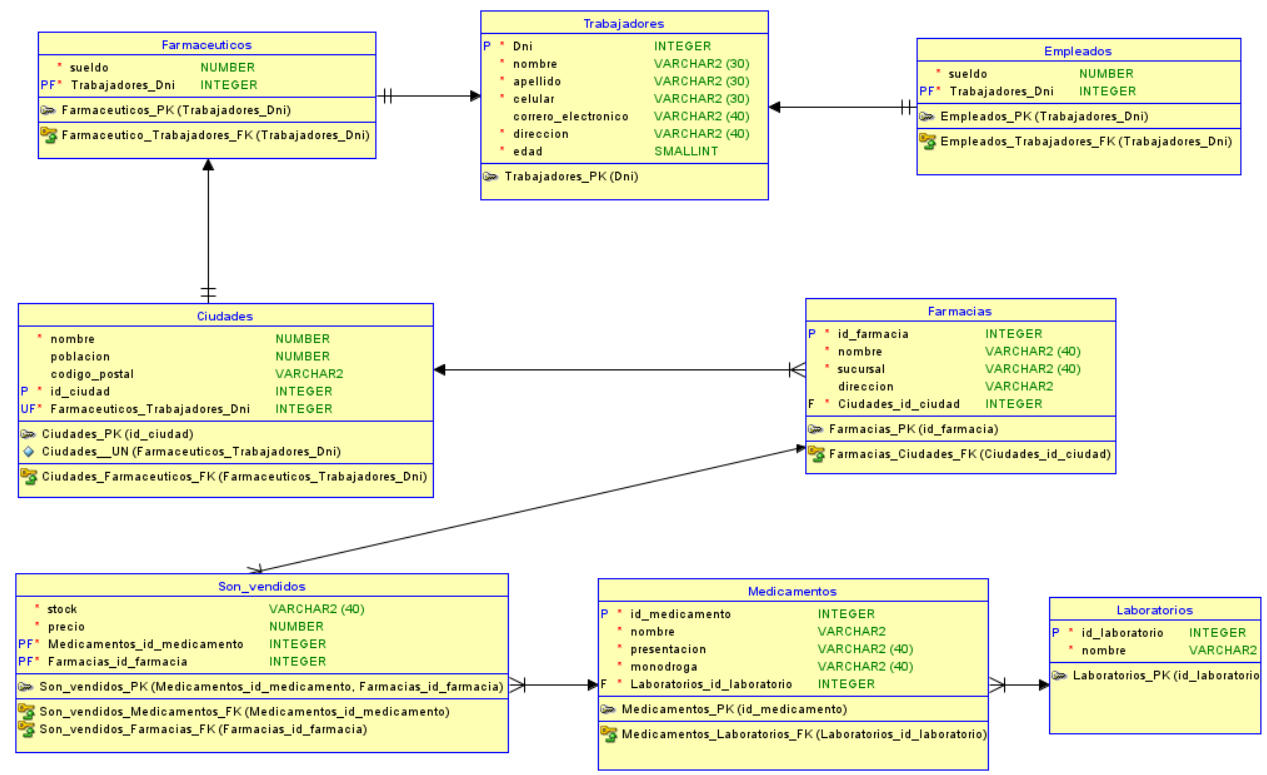 Farmaceuticos
* sueldo NUMBER
PF* Trabajadores_Dni INTEGER
Farmaceuticos_PK (Trabajadores_Dni)
Farmaceutico_Trabajadores_FK (Trabajadores_Dni)
Trabajadores
P * Dni INTEGER
* nombre VARCHAR2 (30)
* apellido VARCHAR2 (30)
* celular VARCHAR2 (30)
correro_electronico VARCHAR2 (40)
* direccion VARCHAR2 (40)
* edad SMALLINT
Trabajadores_PK (Dni)
Empleados
* sueldo NUMBER
PF* Trabajadores_Dni INTEGER
Empleados_PK (Trabajadores_Dni)
Empleados_Trabajadores_FK (Trabajadores_Dni)
Ciudades
* nombre NUMBER
poblacion NUMBER
codigo_postal VARCHAR2
P * id_ciudad INTEGER
UF* Farmaceuticos_Trabajadores_Dni INTEGER
Ciudades_PK (id_ciudad)
Ciudades__UN (Farmaceuticos_Trabajadores_Dni)
Ciudades_Farmaceuticos_FK (Farmaceuticos_Trabajadores_Dni)
Farmacias
P * id_farmacia INTEGER
* nombre VARCHAR2 (40)
* sucursal VARCHAR2 (40)
direccion VARCHAR2
F * Ciudades_id_ciudad INTEGER
Farmacias_PK (id_farmacia)
Farmacias_Ciudades_FK (Ciudades_id_ciudad)
Son_vendidos
* stock VARCHAR2 (40)
* precio NUMBER
PF* Medicamentos_id_medicamento INTEGER
PF* Farmacias_id_farmacia INTEGER
Son_vendidos_PK (Medicamentos_id_medicamento, Farmacias_id_farmacia)
Son_vendidos_Medicamentos_FK (Medicamentos_id_medicamento)
Son_vendidos_Farmacias_FK (Farmacias_id_farmacia)
Medicamentos
P * id_medicamento INTEGER
* nombre VARCHAR2
* presentacion VARCHAR2 (40)
* monodroga VARCHAR2 (40)
F * Laboratorios_id_laboratorio INTEGER
Medicamentos_PK (id_medicamento)
Medicamentos_Laboratorios_FK (Laboratorios_id_laboratorio)
Laboratorios
P * id_laboratorio INTEGER
* nombre VARCHAR2
Laboratorios_PK (id_laboratorio